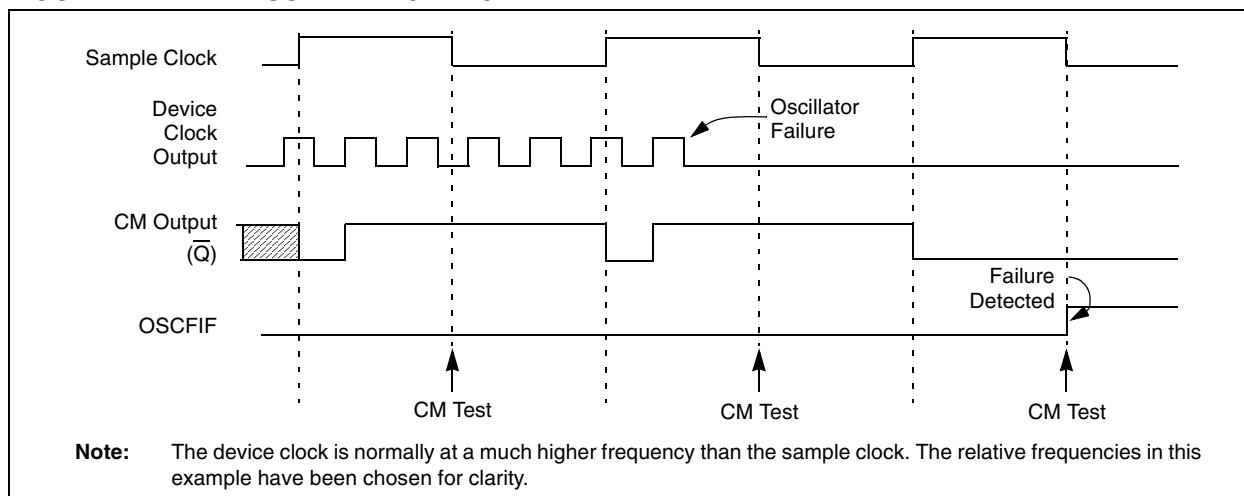 Sample Clock
Device
Clock
Output
Oscillator
Failure
CM Output
(Q̅)
Failure
Detected
OSCFIF
CM Test
CM Test
CM Test
Note: The device clock is normally at a much higher frequency than the sample clock. The relative frequencies in this
example have been chosen for clarity.